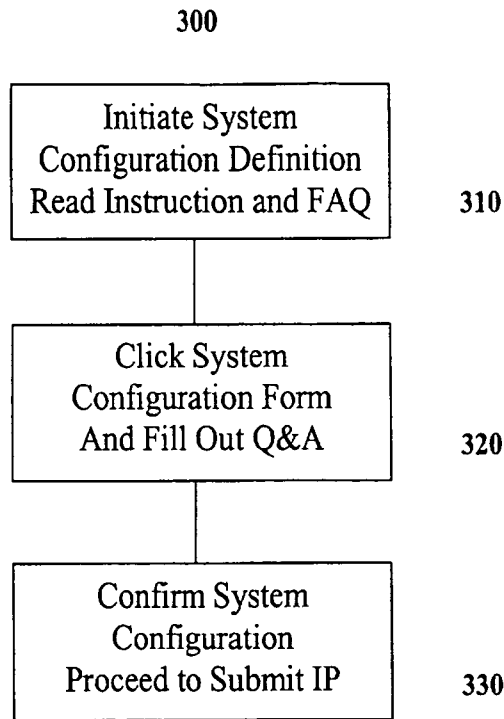 300
Initiate System
Configuration Definition
Read Instruction and FAQ
310
Click System
Configuration Form
And Fill Out Q&A
320
Confirm System
Configuration
Proceed to Submit IP
330